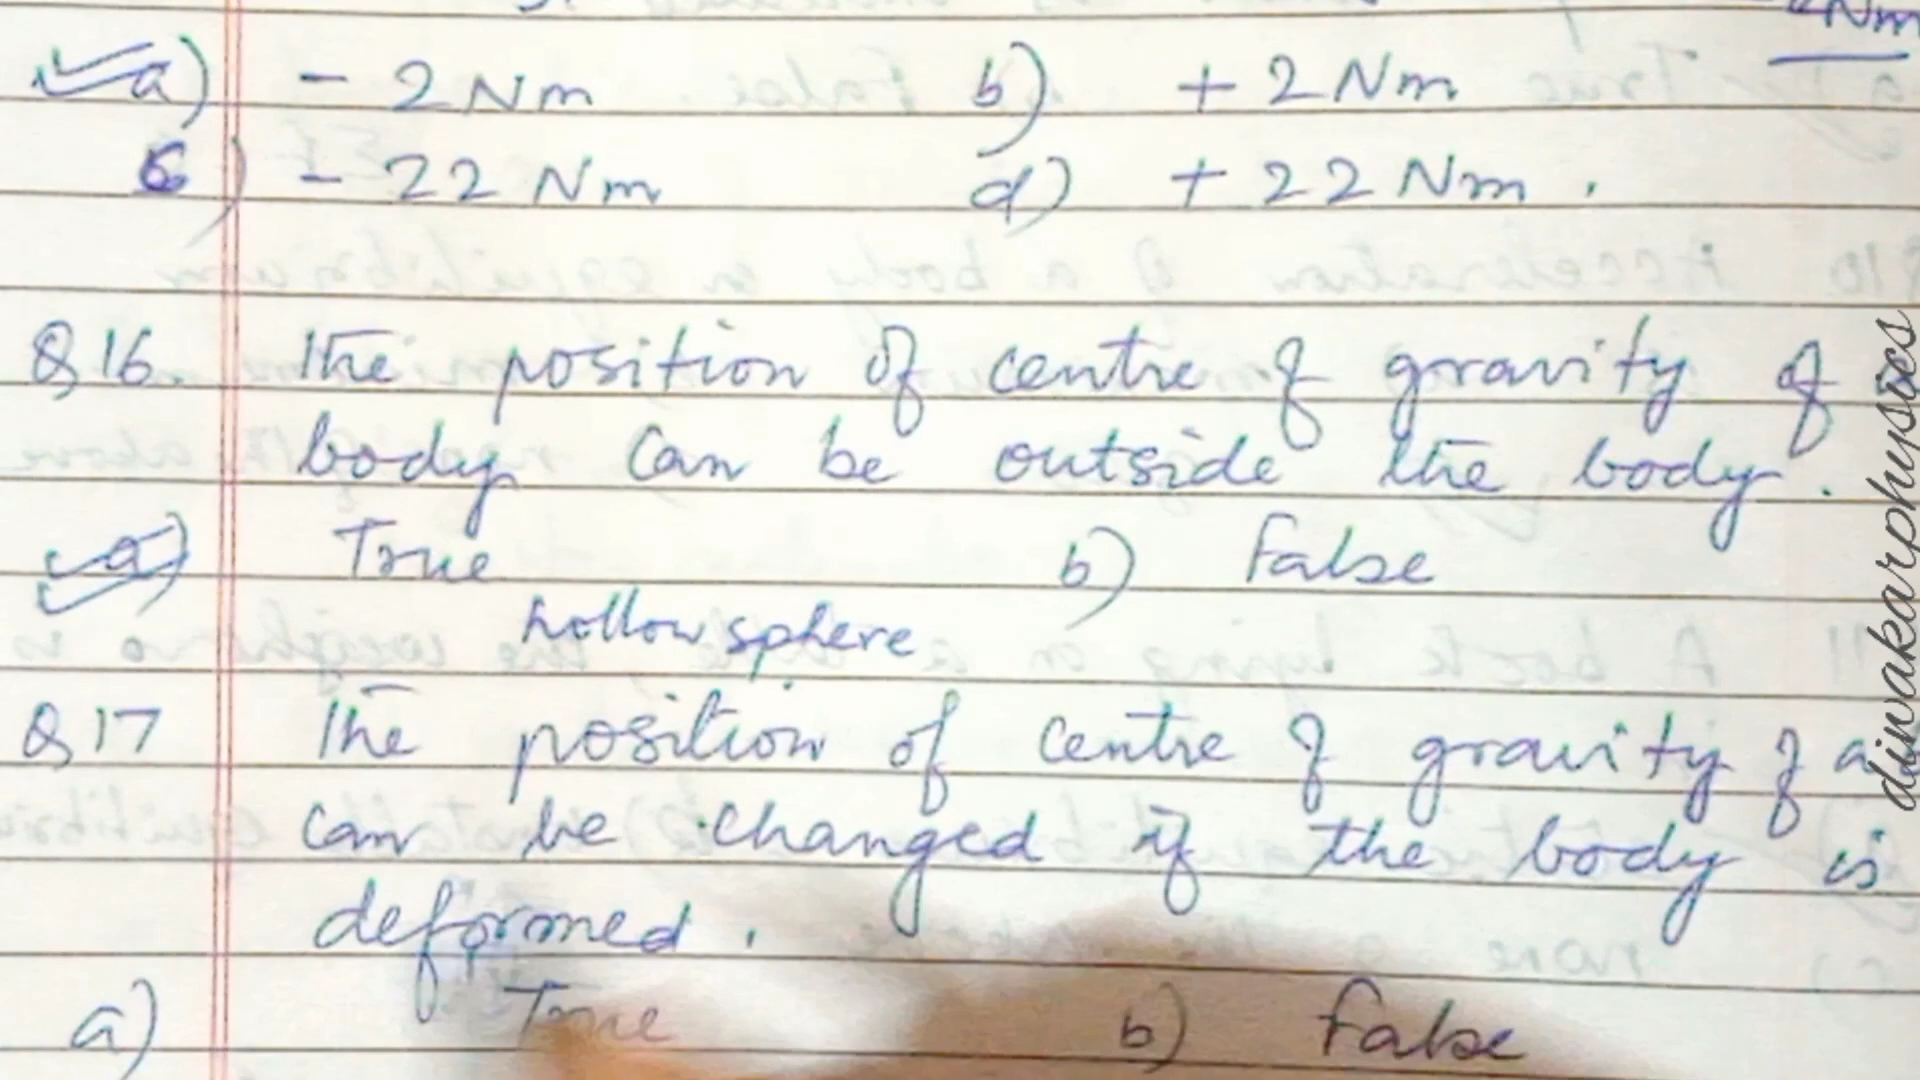 2Nm
a) - 2 Nm b) + 2 Nm
c) - 22 Nm d) + 22 Nm.
Q16. The position of centre of gravity of
body can be outside the body.
a) True b) False
hollow sphere
Q17 The position of centre of gravity of a
can be changed if the body is
deformed.
a) True b) False
diwakarphysics